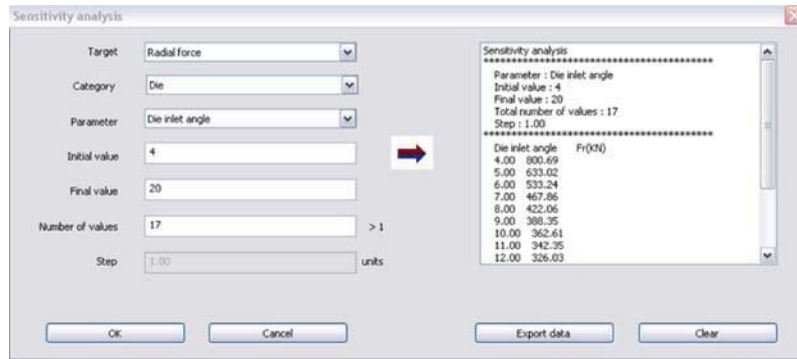 Sensitivity analysis
Target Radial force
Category Die
Parameter Die inlet angle
Initial value 4
Final value 20
Number of values 17 > 1
Step 1.00 units
OK Cancel
Sensitivity analysis
**************************************************
Parameter : Die inlet angle
Initial value : 4
Final value : 20
Total number of values : 17
Step : 1.00
**************************************************
Die inlet angle Fr(KN)
4.00 800.69
5.00 633.02
6.00 533.24
7.00 467.86
8.00 422.06
9.00 388.35
10.00 362.61
11.00 342.35
12.00 326.03
Export data Clear